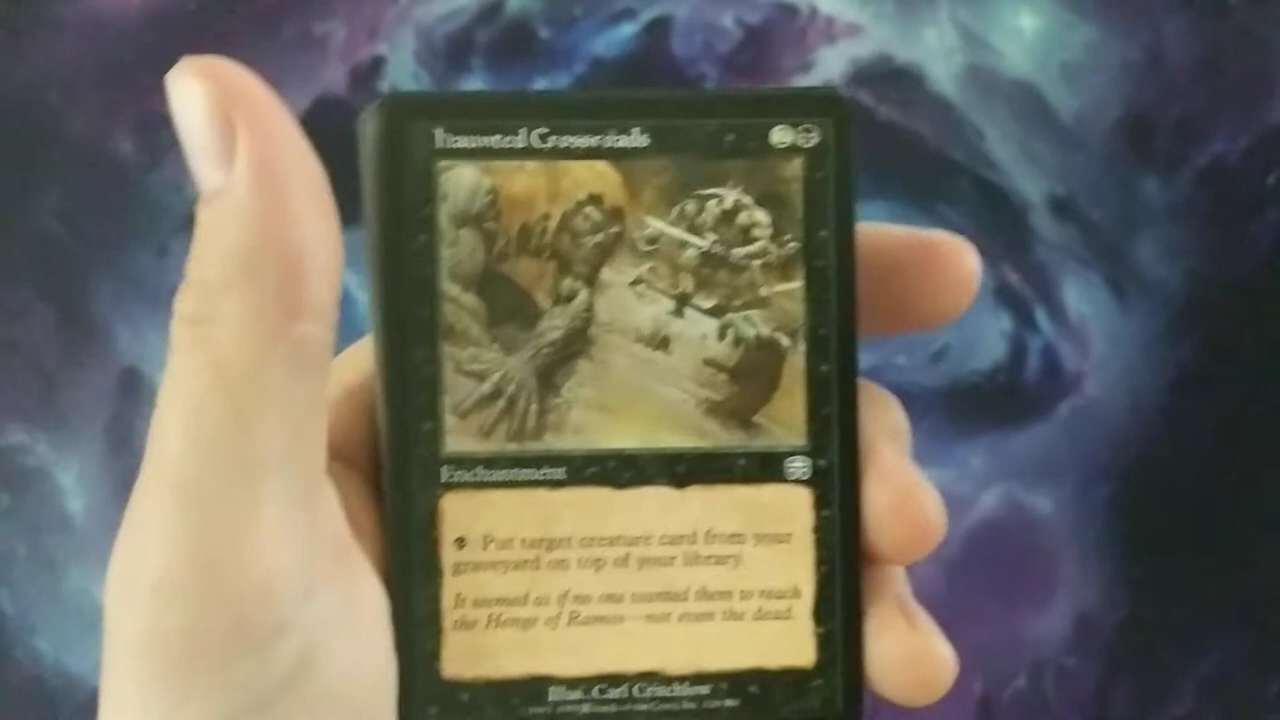 Haunted Crossroads
Enchantment
: Put target creature card from your
graveyard on top of your library.
It seemed as if no one wanted them to reach
the Henge of Ramos—not even the dead.
Illus. Carl Critchlow